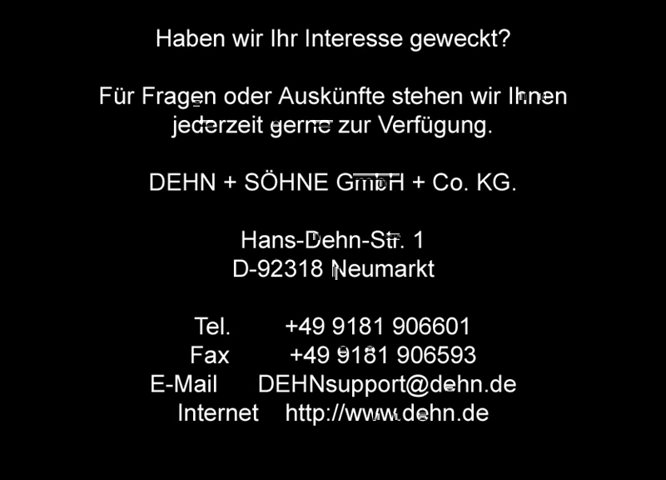 Haben wir Ihr Interesse geweckt?
Für Fragen oder Auskünfte stehen wir Ihnen
jederzeit gerne zur Verfügung.
DEHN + SÖHNE GmbH + Co. KG.
Hans-Dehn-Str. 1
D-92318 Neumarkt
Tel. +49 9181 906601
Fax +49 9181 906593
E-Mail DEHNsupport@dehn.de
Internet http://www.dehn.de